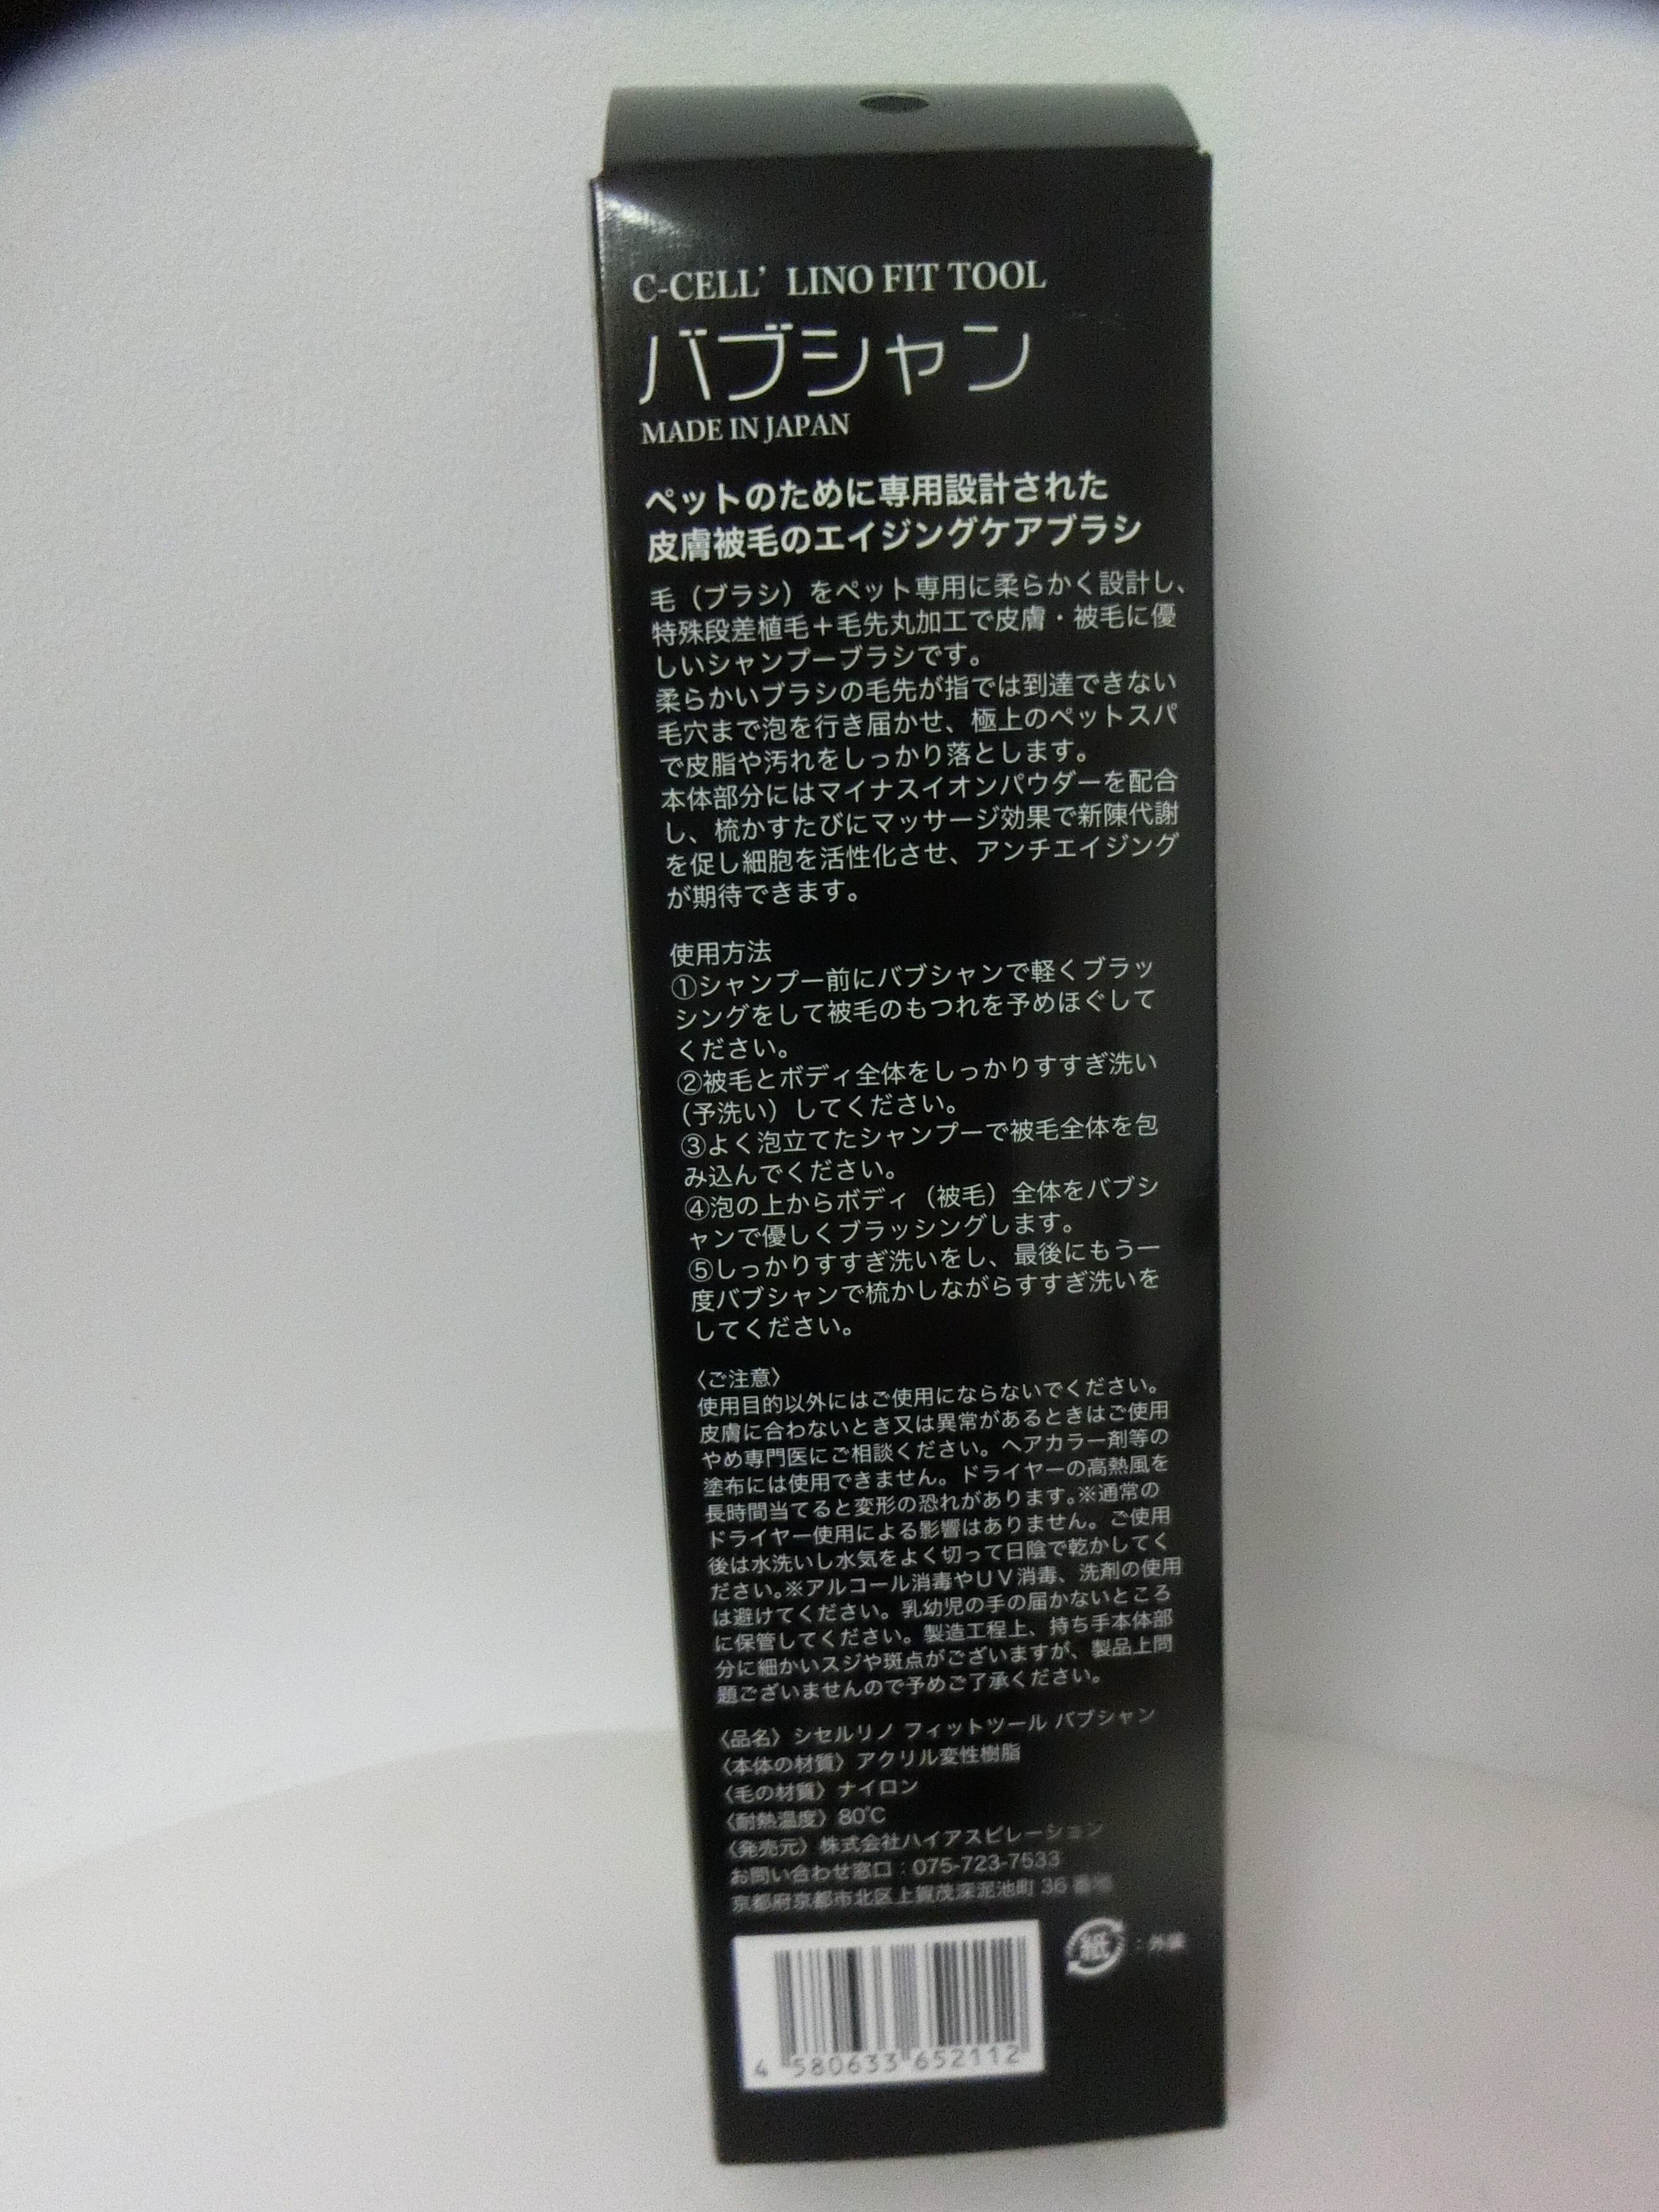 C-CELL' LINO FIT TOOL
バブシャン
MADE IN JAPAN
ペットのために専用設計された
皮膚被毛のエイジングケアブラシ
毛（ブラシ）をペット専用に柔らかく設計し、
特殊段差植毛＋毛先丸加工で皮膚・被毛に優
しいシャンプーブラシです。
柔らかいブラシの毛先が指では到達できない
毛穴まで泡を行き届かせ、極上のペットスパ
で皮脂や汚れをしっかり落とします。
本体部分にはマイナスイオンパウダーを配合
し、梳かすたびにマッサージ効果で新陳代謝
を促し細胞を活性化させ、アンチエイジング
が期待できます。
使用方法
①シャンプー前にバブシャンで軽くブラッ
シングをして被毛のもつれを予めほぐして
ください。
②被毛とボディ全体をしっかりすすぎ洗い
（予洗い）してください。
③よく泡立てたシャンプーで被毛全体を包
み込んでください。
④泡の上からボディ（被毛）全体をバブシ
ャンで優しくブラッシングします。
⑤しっかりすすぎ洗いをし、最後にもう一
度バブシャンで梳かしながらすすぎ洗いを
してください。
〈ご注意〉
使用目的以外にはご使用にならないでください。
皮膚に合わないとき又は異常があるときはご使用
やめ専門医にご相談ください。ヘアカラー剤等の
塗布には使用できません。ドライヤーの高熱風を
長時間当てると変形の恐れがあります。※通常の
ドライヤー使用による影響はありません。ご使用
後は水洗いし水気をよく切って日陰で乾かしてく
ださい。※アルコール消毒やＵＶ消毒、洗剤の使用
は避けてください。乳幼児の手の届かないところ
に保管してください。製造工程上、持ち手本体部
分に細かいスジや斑点がございますが、製品上問
題ございませんので予めご了承ください。
〈品名〉シセルリノ フィットツール バブシャン
〈本体の材質〉アクリル変性樹脂
〈毛の材質〉ナイロン
〈耐熱温度〉80℃
〈発売元〉株式会社ハイアスピレーション
お問い合わせ窓口：075-723-7533
京都府京都市北区上賀茂深泥池町 36 番地
紙：外装
4 580633 652112